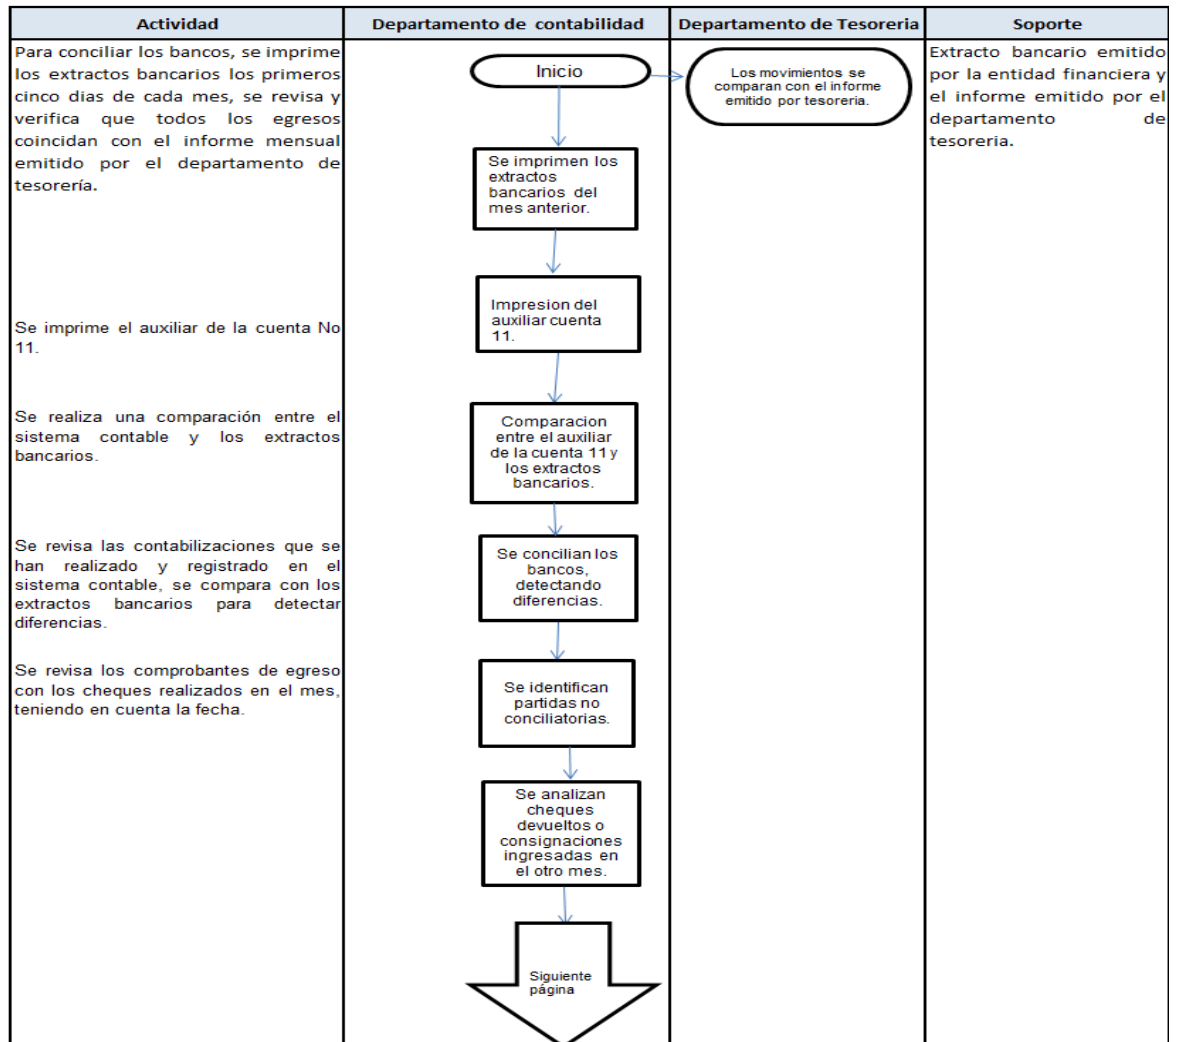 Actividad
Departamento de contabilidad
Departamento de Tesoreria
Soporte
Para conciliar los bancos, se imprime
los extractos bancarios los primeros
cinco dias de cada mes, se revisa y
verifica que todos los egresos
coincidan con el informe mensual
emitido por el departamento de
tesorería.
Se imprime el auxiliar de la cuenta No
11.
Se realiza una comparación entre el
sistema contable y los extractos
bancarios.
Se revisa las contabilizaciones que se
han realizado y registrado en el
sistema contable, se compara con los
extractos bancarios para detectar
diferencias.
Se revisa los comprobantes de egreso
con los cheques realizados en el mes,
teniendo en cuenta la fecha.
Inicio
Se imprimen los
extractos
bancarios del
mes anterior.
Impresion del
auxiliar cuenta
11.
Comparacion
entre el auxiliar
de la cuenta 11 y
los extractos
bancarios.
Se concilian los
bancos,
detectando
diferencias.
Se identifican
partidas no
conciliatorias.
Se analizan
cheques
devueltos o
consignaciones
ingresadas en
el otro mes.
Siguiente
página
Los movimientos se
comparan con el informe
emitido por tesoreria.
Extracto bancario emitido
por la entidad financiera y
el informe emitido por el
departamento de
tesoreria.